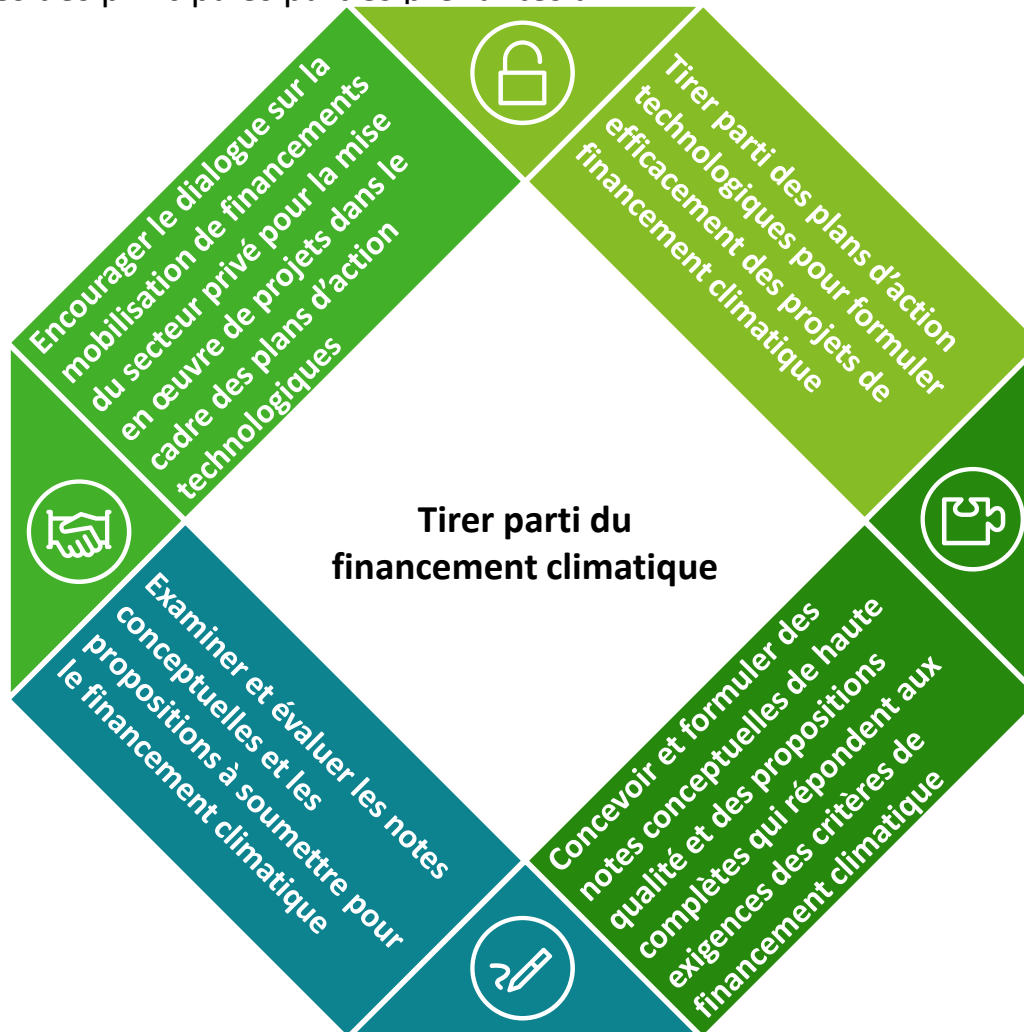 des principales parties prenantes
Encourager le dialogue sur la
mobilisation de financements
du secteur privé pour la mise
en œuvre de projets dans le
cadre des plans d’action
technologiques
Tirer parti des plans d’action
technologiques pour formuler
efficacement des projets de
financement climatique
Tirer parti du
financement climatique
Examiner et évaluer les notes
conceptuelles et les
propositions à soumettre pour
le financement climatique
Concevoir et formuler des
notes conceptuelles de haute
qualité et des propositions
complètes qui répondent aux
exigences des critères de
financement climatique